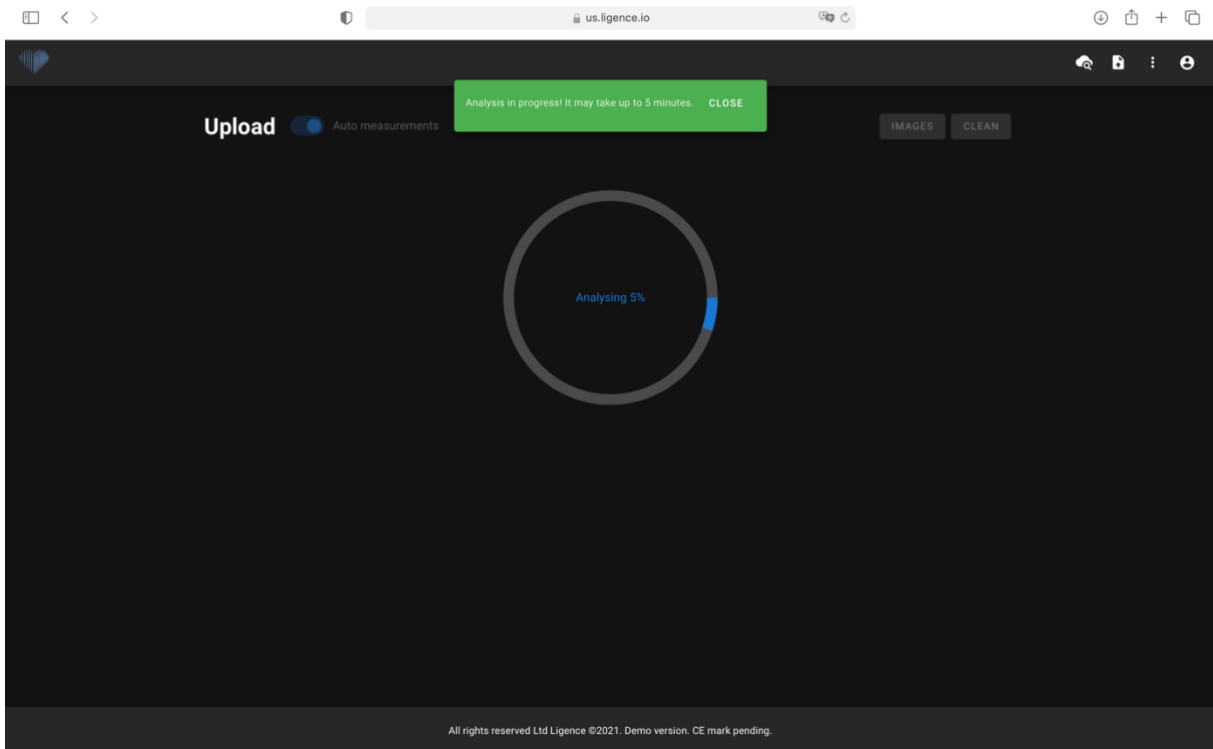 us.ligence.io
Analysis in progress! It may take up to 5 minutes. CLOSE
Upload Auto measurements IMAGES CLEAN
Analysing 5%
All rights reserved Ltd Ligence ©2021. Demo version. CE mark pending.